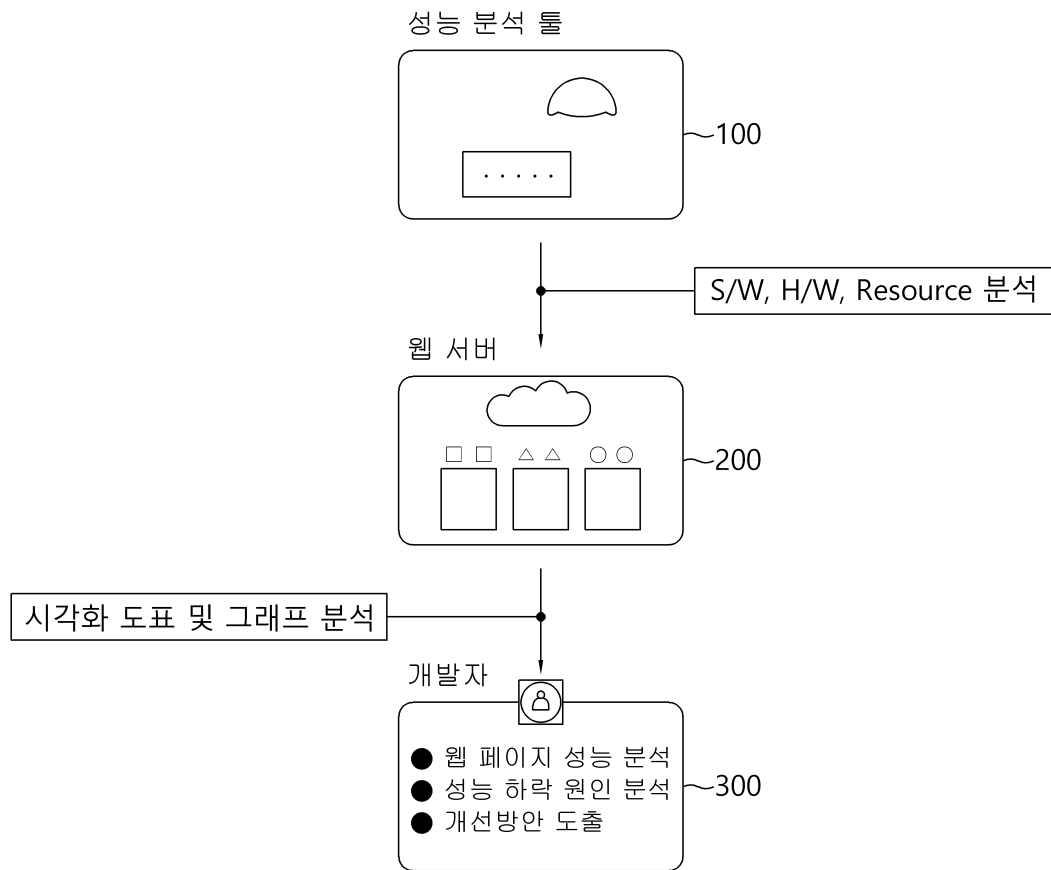 성능 분석 툴
100
S/W, H/W, Resource 분석
웹 서버
200
시각화 도표 및 그래프 분석
개발자
● 웹 페이지 성능 분석
● 성능 하락 원인 분석
● 개선방안 도출
300